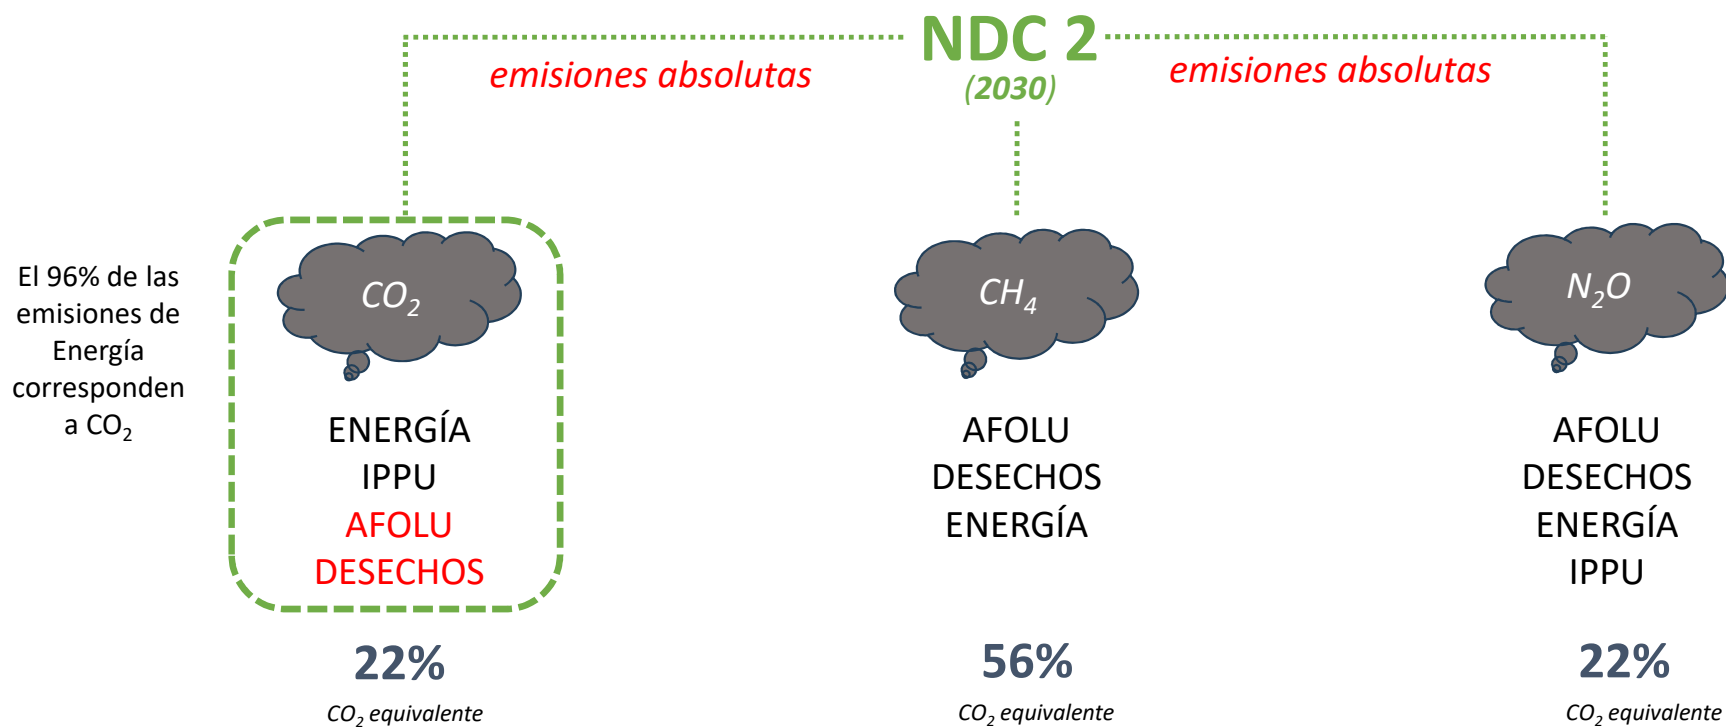 NDC 2
(2030)
emisiones absolutas
emisiones absolutas
El 96% de las
emisiones de
Energía
corresponden
a CO₂
CO₂
ENERGÍA
IPPU
AFOLU
DESECHOS
22%
CO₂ equivalente
CH₄
AFOLU
DESECHOS
ENERGÍA
56%
CO₂ equivalente
N₂O
AFOLU
DESECHOS
ENERGÍA
IPPU
22%
CO₂ equivalente